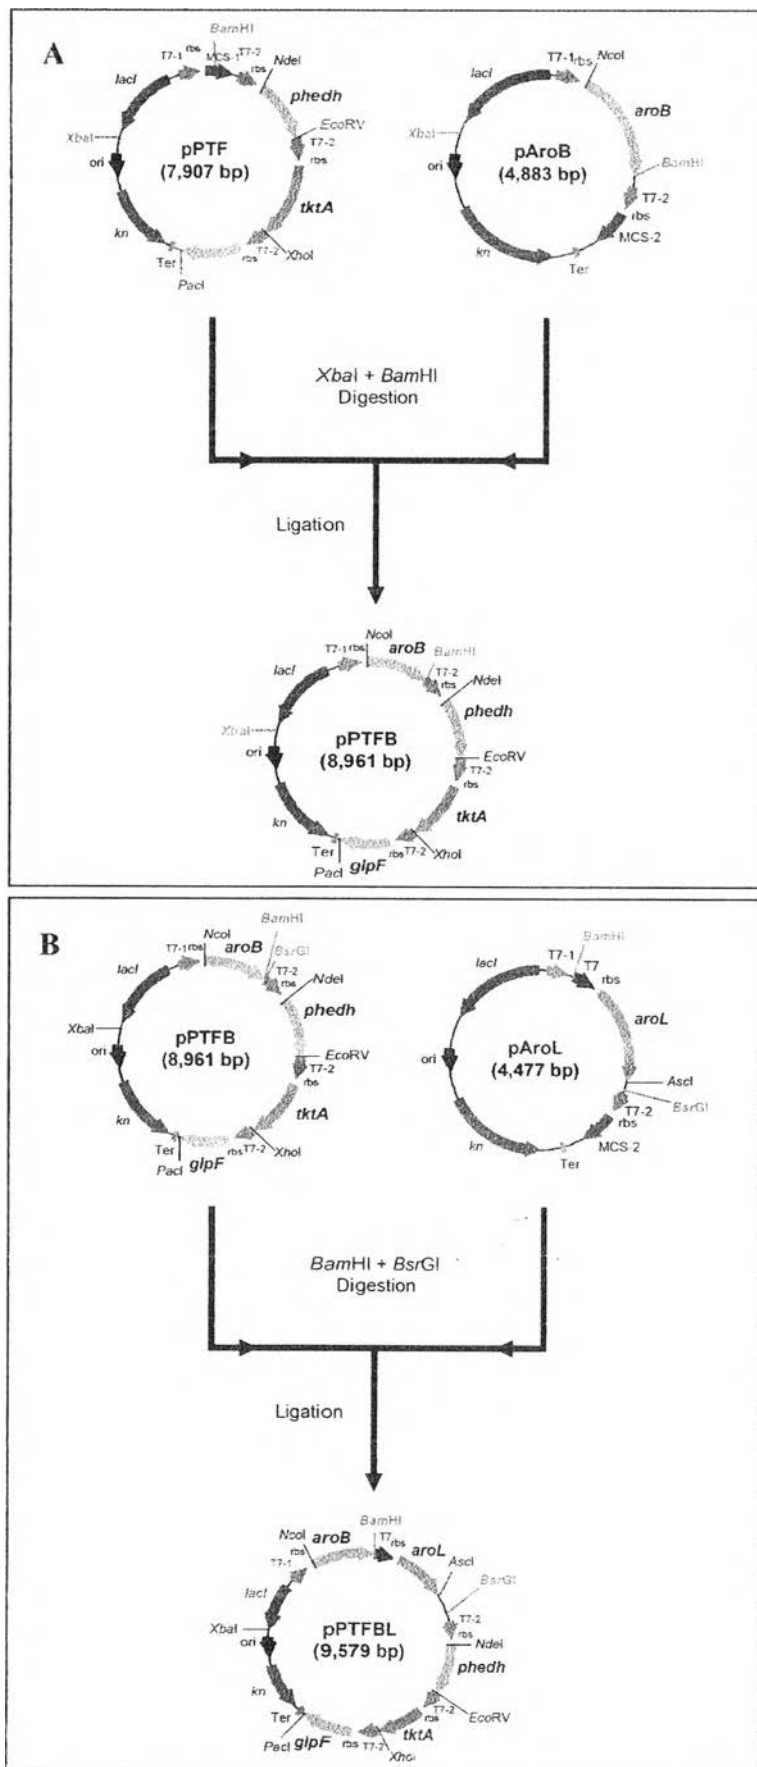 A
BamHI
T7-1 rbs MCS-1 T7-2
rbs
NdeI
lacI
phedh
XbaI
EcoRV
pPTF
(7,907 bp)
ori
T7-2
rbs
tktA
kn
XhoI
Ter
rbs T7-2
PacI
T7-1 rbs
NcoI
lacI
aroB
XbaI
pAroB
(4,883 bp)
ori
BamHI
T7-2
rbs
MCS-2
kn
Ter
XbaI + BamHI
Digestion
Ligation
NcoI
T7-1 rbs
aroB
BamHI
T7-2
rbs
NdeI
lacI
phedh
XbaI
ori
pPTFB
(8,961 bp)
EcoRV
T7-2
rbs
kn
tktA
Ter
rbs T7-2
XhoI
PacI
glpF
B
NcoI
BamHI
T7-1 rbs
aroB
BsrGI
T7-2
rbs
NdeI
lacI
phedh
XbaI
ori
pPTFB
(8,961 bp)
EcoRV
T7-2
rbs
tktA
kn
Ter
rbs T7-2
XhoI
PacI
glpF
BamHI
T7-1
T7
rbs
lacI
aroL
ori
pAroL
(4,477 bp)
AscI
BsrGI
T7-2
rbs
MCS-2
kn
Ter
BamHI + BsrGI
Digestion
Ligation
BamHI
NcoI
aroB
T7 rbs
aroL
rbs
T7-1
AscI
BsrGI
lacI
XbaI
ori
pPTFBL
(9,579 bp)
T7-2
rbs
NdeI
phedh
kn
Ter
T7-2
rbs
EcoRV
PacI
glpF
rbs
T7-2
tktA
XhoI